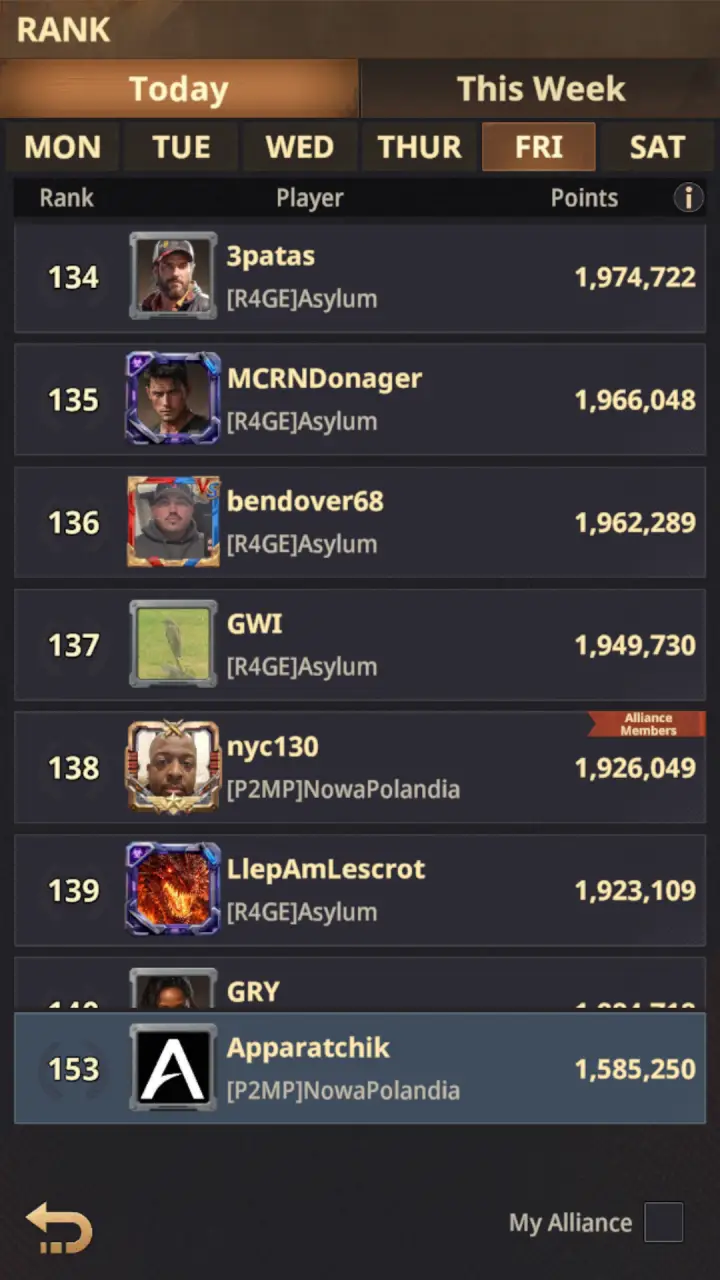 RANK
Today
This Week
MON TUE WED THUR FRI SAT
Rank Player Points
134 3patas 1,974,722
[R4GE]Asylum
135 MCRNDonager 1,966,048
[R4GE]Asylum
136 bendover68 1,962,289
[R4GE]Asylum
137 GWI 1,949,730
[R4GE]Asylum
Alliance
Members
138 nyc130 1,926,049
[P2MP]NowaPolandia
139 LlepAmLescrot 1,923,109
[R4GE]Asylum
GRY
153 Apparatchik 1,585,250
[P2MP]NowaPolandia
My Alliance